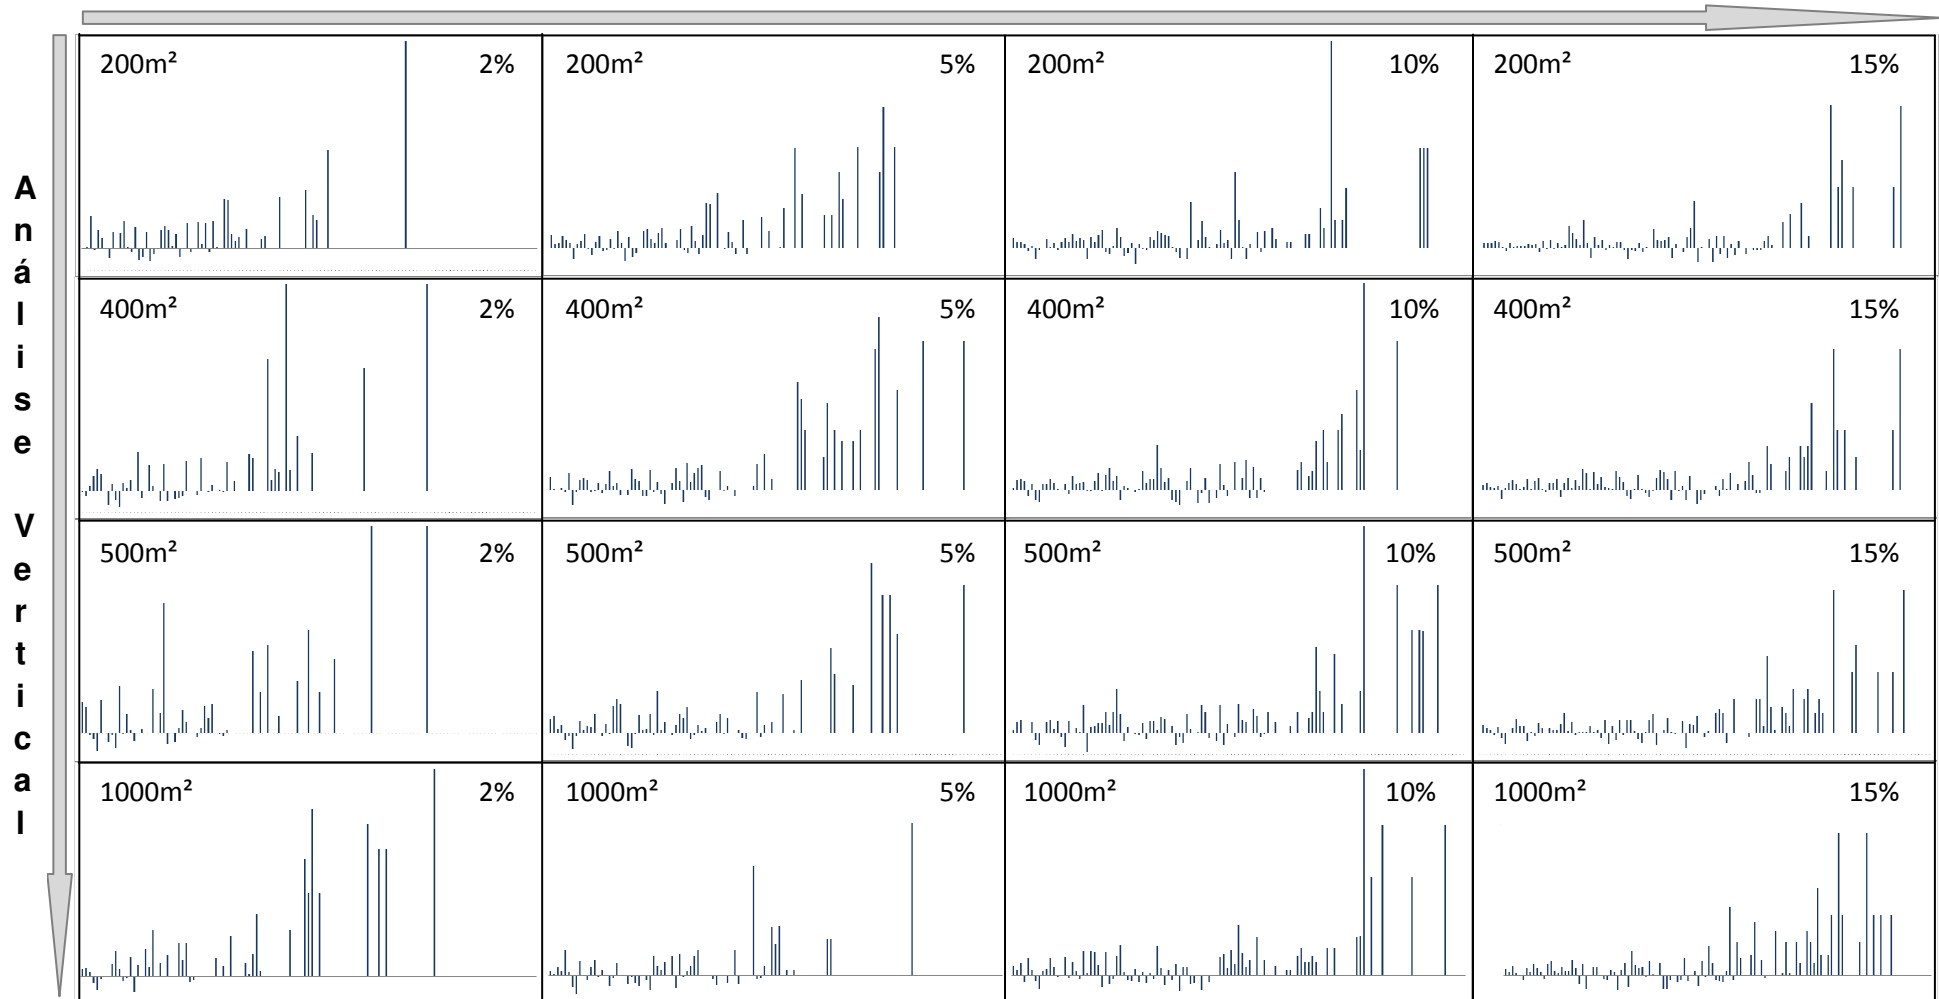 Análise Vertical
200m² 2%
200m² 5%
200m² 10%
200m² 15%
400m² 2%
400m² 5%
400m² 10%
400m² 15%
500m² 2%
500m² 5%
500m² 10%
500m² 15%
1000m² 2%
1000m² 5%
1000m² 10%
1000m² 15%